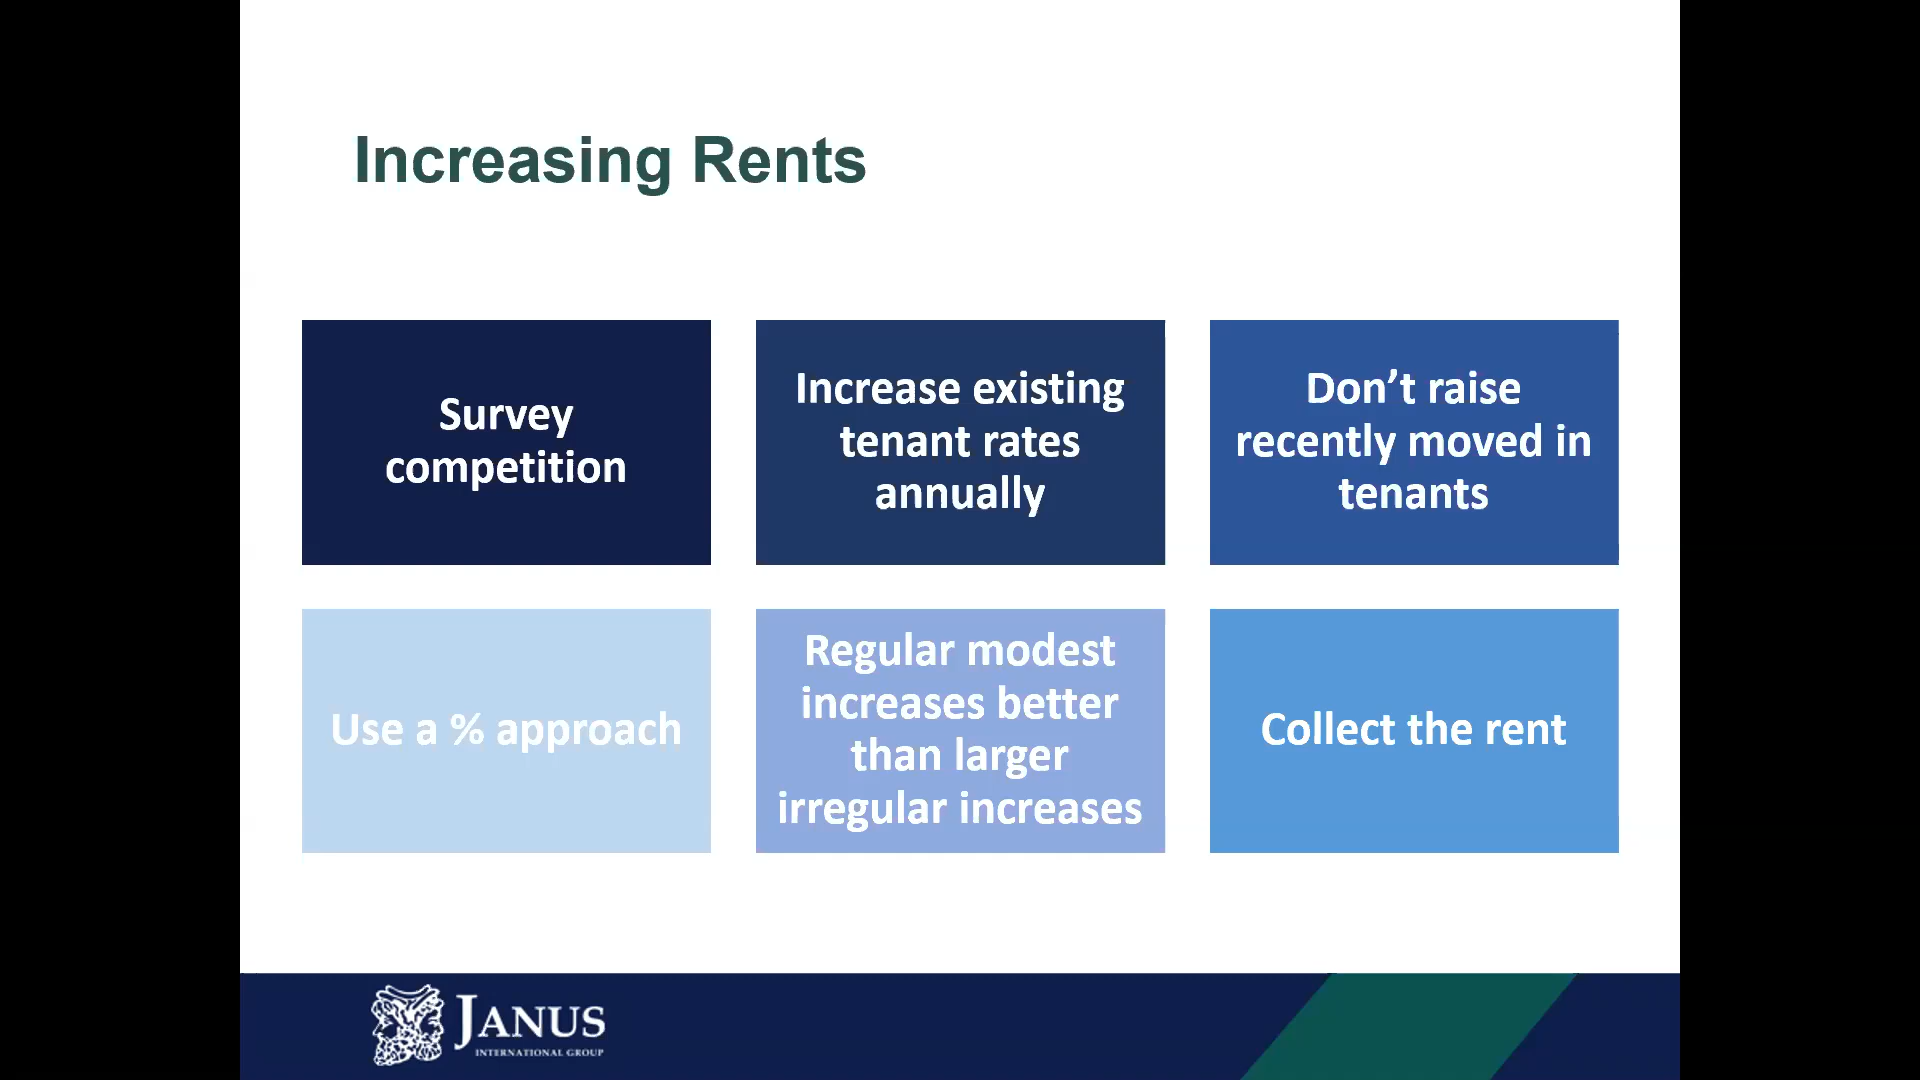 Increasing Rents
Survey
competition
Increase existing
tenant rates
annually
Don’t raise
recently moved in
tenants
Use a % approach
Regular modest
increases better
than larger
irregular increases
Collect the rent
JANUS
INTERNATIONAL GROUP